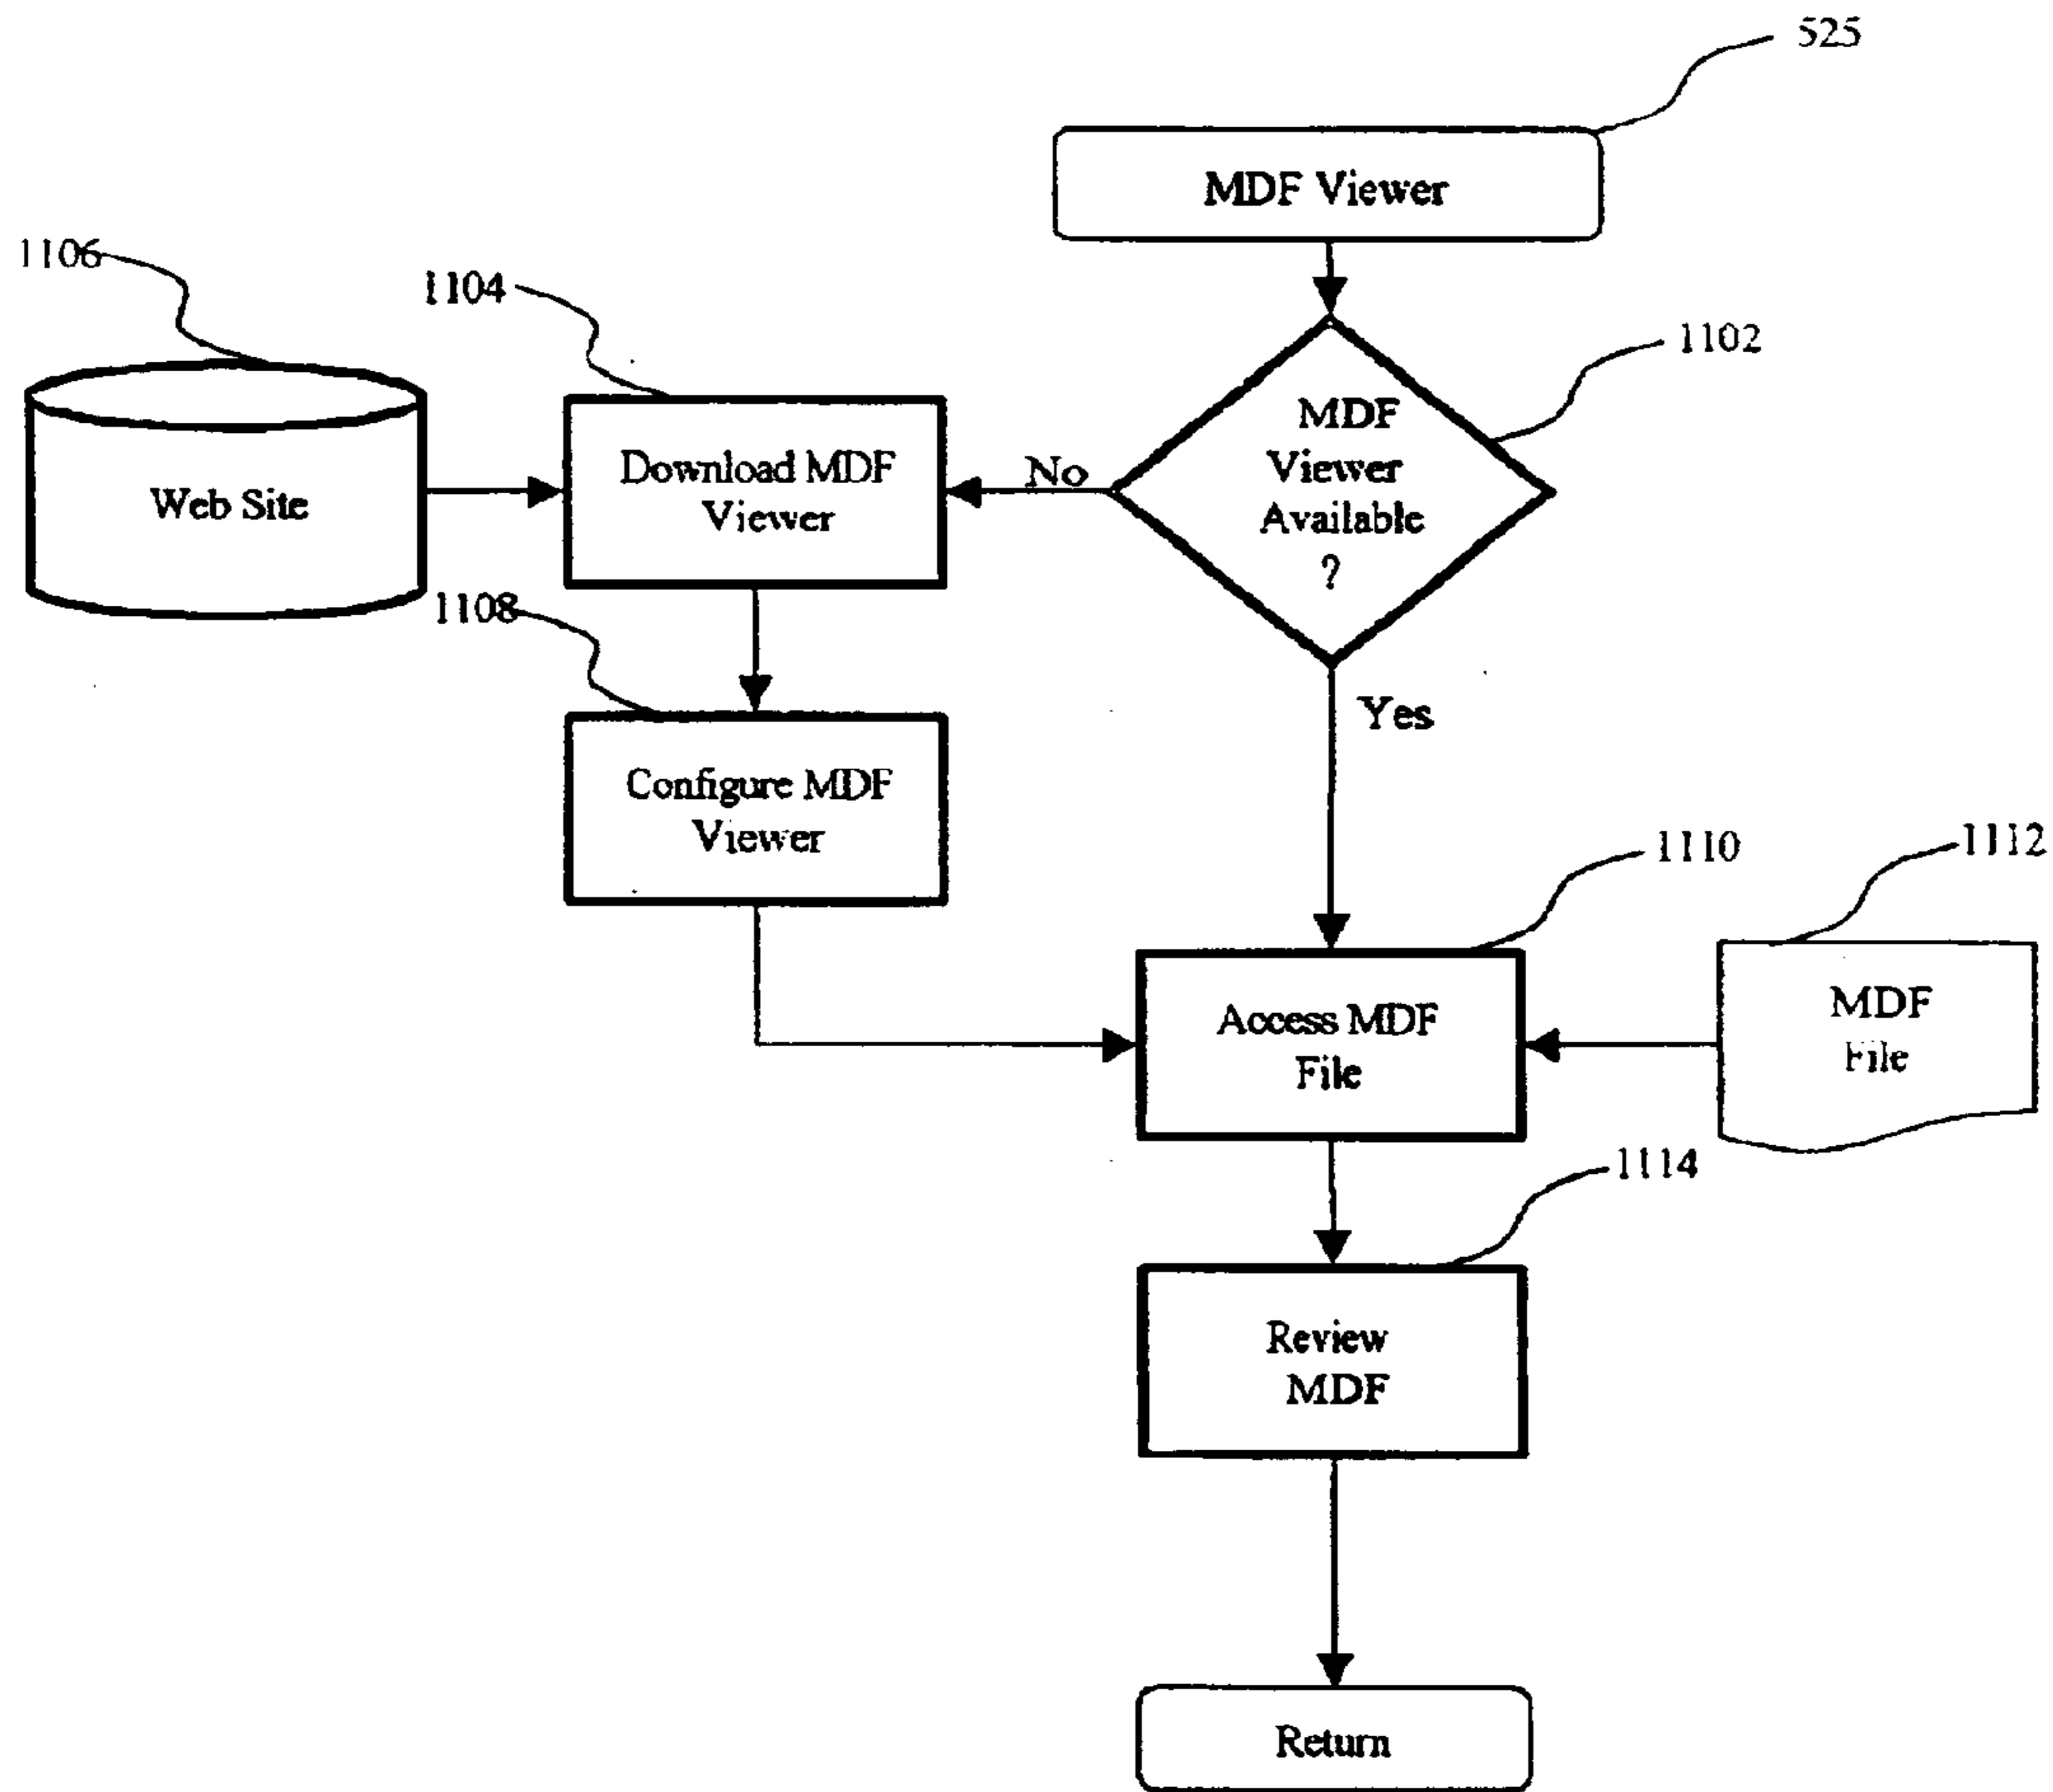 525
MDF Viewer
1106
1104
1102
MDF
Viewer
Available
?
No
Download MDF
Viewer
Web Site
1108
Yes
Configure MDF
Viewer
1110
1112
Access MDF
File
MDF
File
1114
Review
MDF
Return